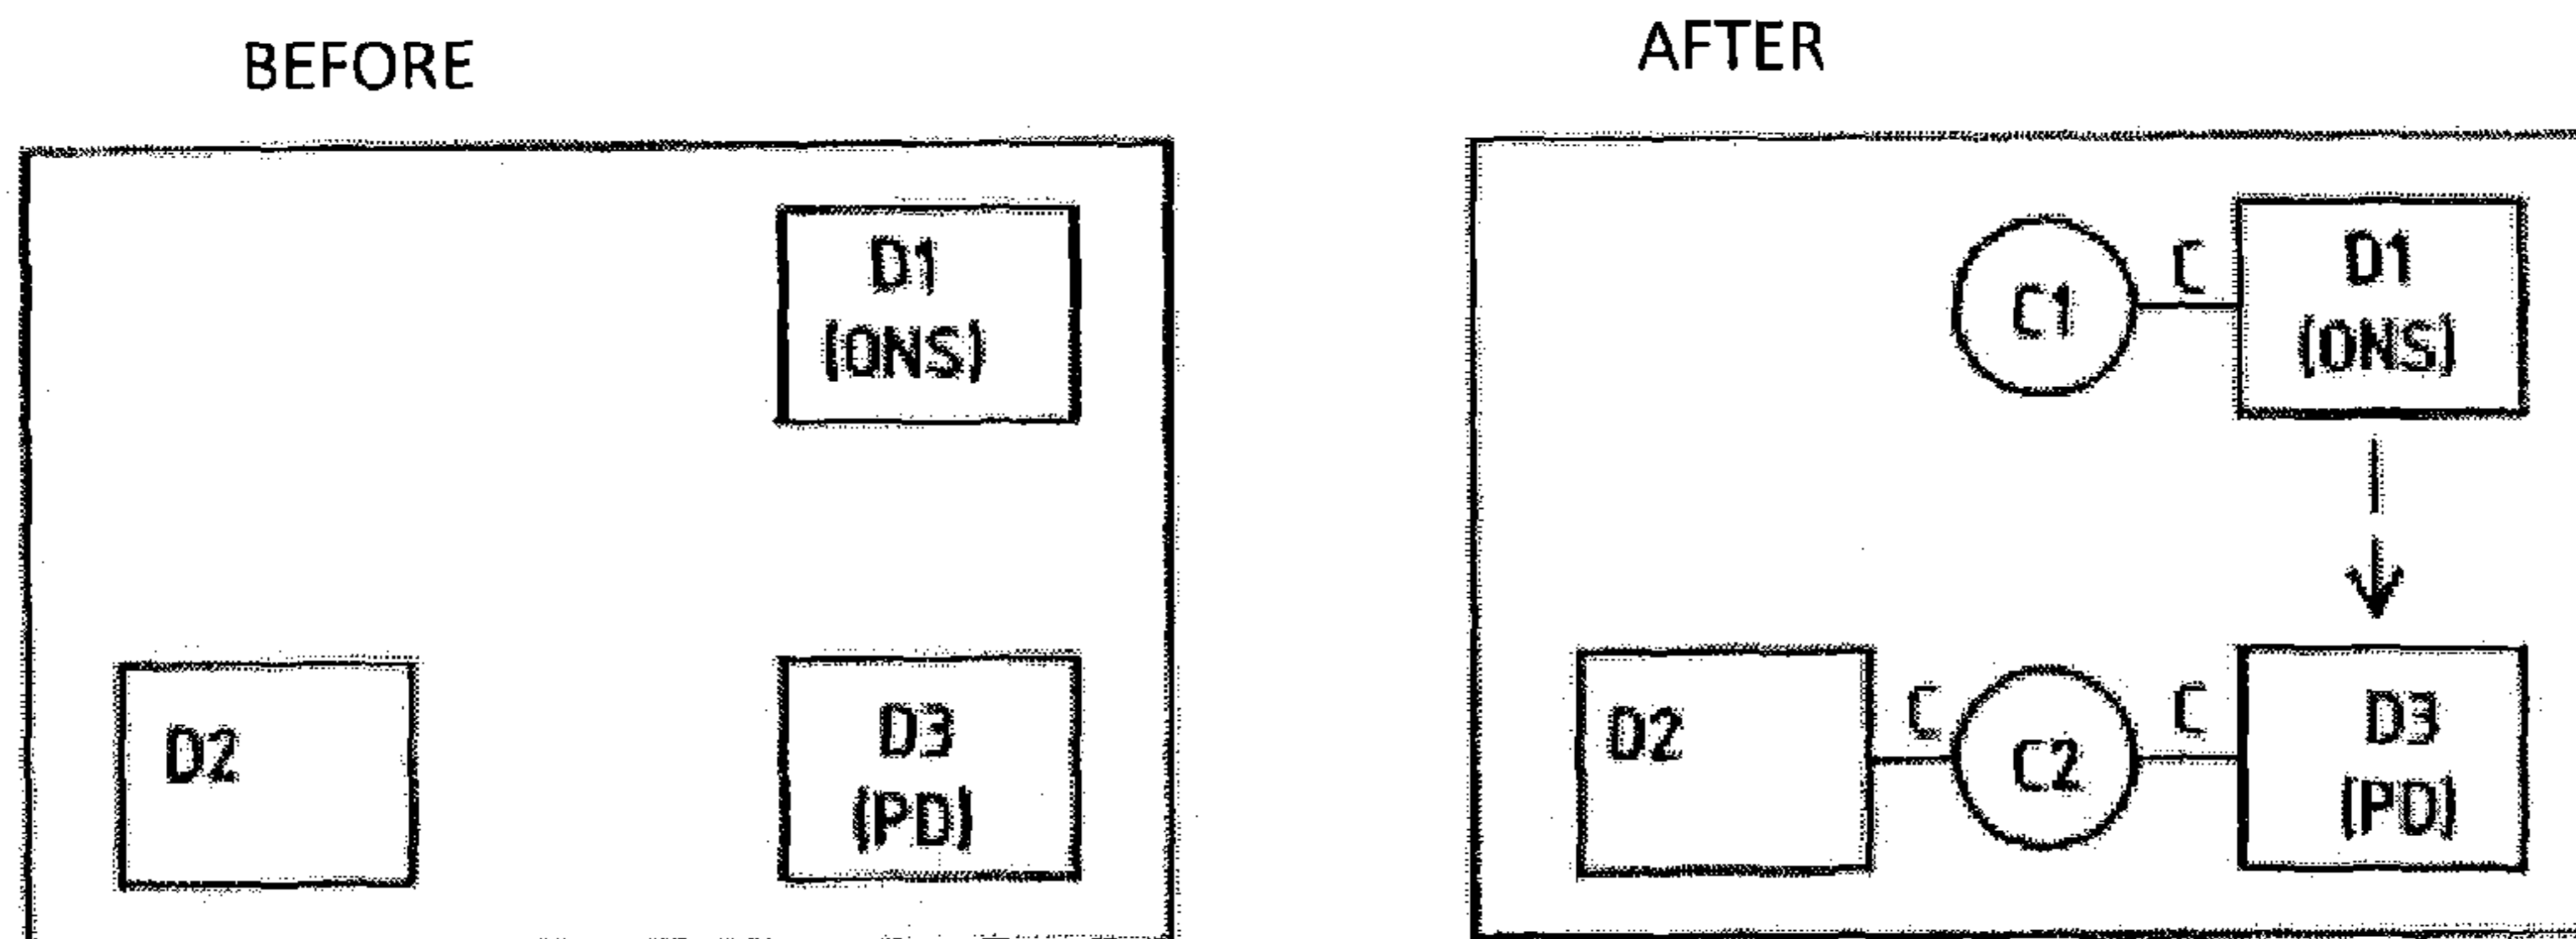 BEFORE
D1
(ONS)
D2
D3
(PD)
AFTER
C1
C
D1
(ONS)
D2
C
C2
C
D3
(PD)